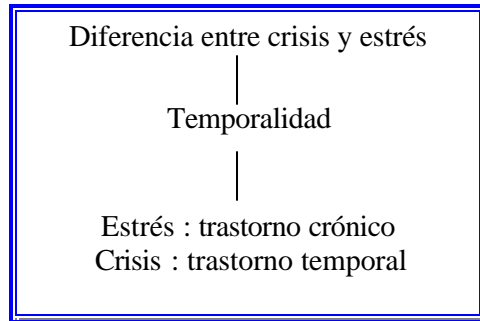 Diferencia entre crisis y estrés
Temporalidad
Estrés : trastorno crónico
Crisis : trastorno temporal